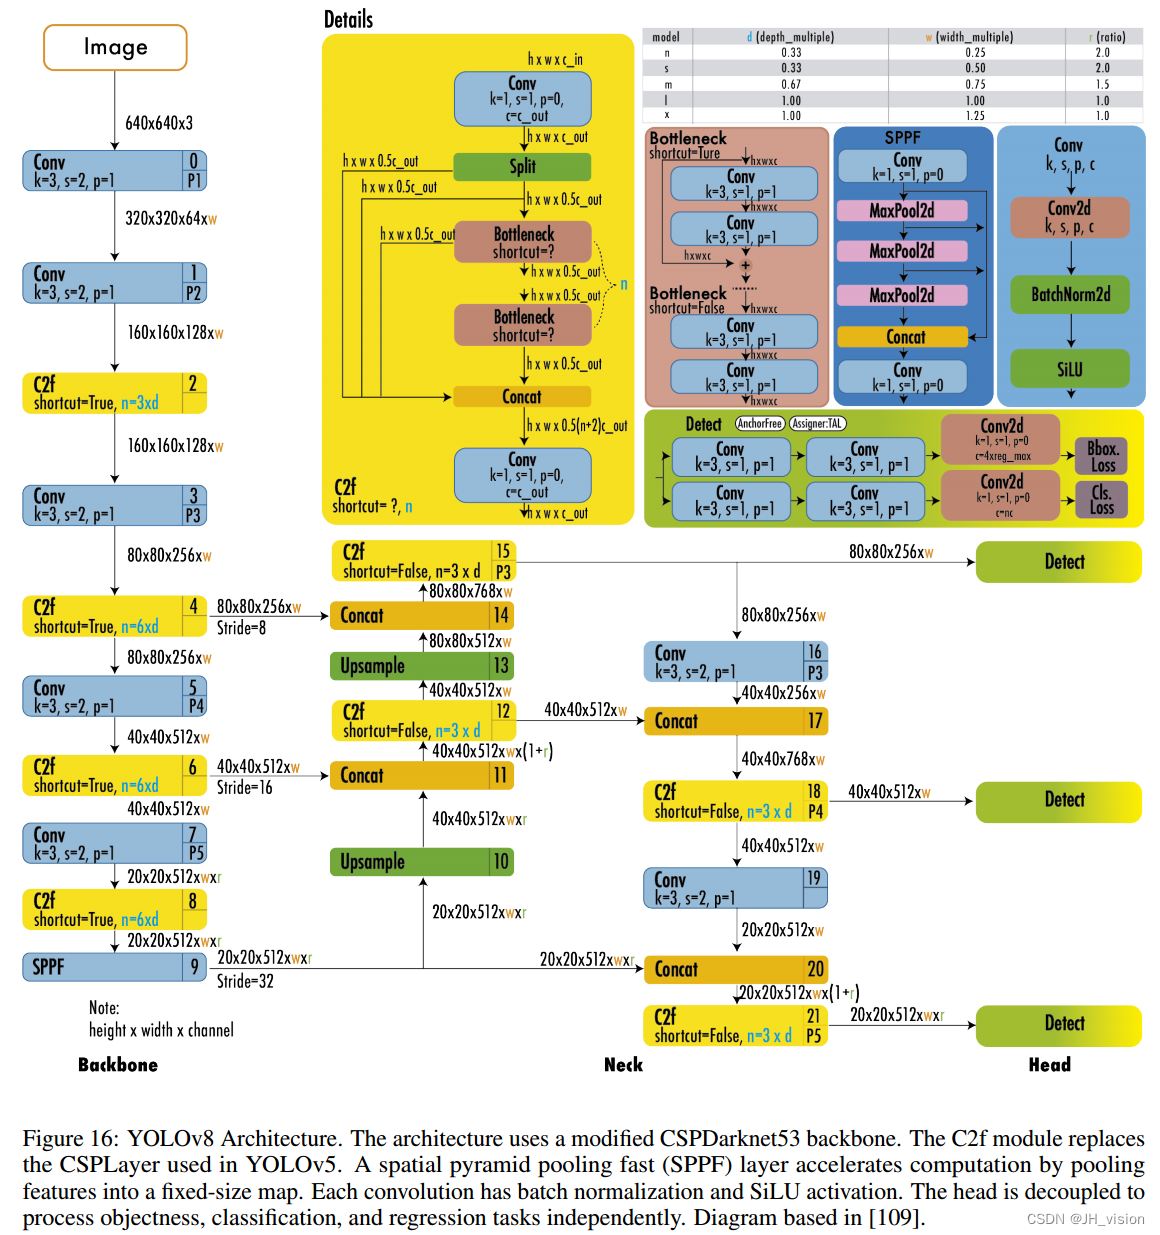 Image
640x640x3
Conv
k=3, s=2, p=1
0
P1
320x320x64xw
Conv
k=3, s=2, p=1
1
P2
160x160x128xw
C2f
shortcut=True, n=3xd
2
160x160x128xw
Conv
k=3, s=2, p=1
3
P3
80x80x256xw
C2f
shortcut=True, n=6xd
4
80x80x256xw
Stride=8
80x80x256xw
Conv
k=3, s=2, p=1
5
P4
40x40x512xw
C2f
shortcut=True, n=6xd
6
40x40x512xw
Stride=16
40x40x512xw
Conv
k=3, s=2, p=1
7
P5
20x20x512xwxr
C2f
shortcut=True, n=6xd
8
20x20x512xwxr
SPPF
9
20x20x512xwxr
Stride=32
Note:
height x width x channel
Backbone
Details
h x w x c_in
Conv
k=1, s=1, p=0,
c=c_out
h x w x c_out
Split
h x w x 0.5c_out
h x w x 0.5c_out
h x w x 0.5c_out
Bottleneck
shortcut=?
h x w x 0.5c_out
n
h x w x 0.5c_out
Bottleneck
shortcut=?
h x w x 0.5c_out
Concat
h x w x 0.5(n+2)c_out
Conv
k=1, s=1, p=0,
c=c_out
h x w x c_out
C2f
shortcut= ?, n
model d (depth_multiple) w (width_multiple) r (ratio)
n 0.33 0.25 2.0
s 0.33 0.50 2.0
m 0.67 0.75 1.5
l 1.00 1.00 1.0
x 1.00 1.25 1.0
Bottleneck
shortcut=Ture
hxwxc
Conv
k=3, s=1, p=1
hxwxc
Conv
k=3, s=1, p=1
hxwxc
+
Bottleneck
shortcut=False
hxwxc
Conv
k=3, s=1, p=1
hxwxc
Conv
k=3, s=1, p=1
hxwxc
SPPF
Conv
k=1, s=1, p=0
MaxPool2d
MaxPool2d
MaxPool2d
Concat
Conv
k=1, s=1, p=0
Conv
k, s, p, c
Conv2d
k, s, p, c
BatchNorm2d
SiLU
Detect
AnchorFree
Assigner:TAL
Conv
k=3, s=1, p=1
Conv
k=3, s=1, p=1
Conv2d
k=1, s=1, p=0
c=4xreg_max
Bbox.
Loss
Conv
k=3, s=1, p=1
Conv
k=3, s=1, p=1
Conv2d
k=1, s=1, p=0
c=nc
Cls.
Loss
C2f
shortcut=False, n=3 x d
15
P3
80x80x256xw
Detect
80x80x768xw
Concat
14
80x80x512xw
Upsample
13
40x40x512xw
C2f
shortcut=False, n=3 x d
12
40x40x512xw
40x40x512xwx(1+r)
Concat
11
40x40x512xwxr
Upsample
10
20x20x512xwxr
80x80x256xw
Conv
k=3, s=2, p=1
16
P3
40x40x256xw
Concat
17
40x40x768xw
C2f
shortcut=False, n=3 x d
18
P4
40x40x512xw
Detect
40x40x512xw
Conv
k=3, s=2, p=1
19
20x20x512xw
20x20x512xwxr
Concat
20
20x20x512xwx(1+r)
C2f
shortcut=False, n=3 x d
21
P5
20x20x512xwxr
Detect
Neck
Head
Figure 16: YOLOv8 Architecture. The architecture uses a modified CSPDarknet53 backbone. The C2f module replaces
the CSPLayer used in YOLOv5. A spatial pyramid pooling fast (SPPF) layer accelerates computation by pooling
features into a fixed-size map. Each convolution has batch normalization and SiLU activation. The head is decoupled to
process objectness, classification, and regression tasks independently. Diagram based in [109].
CSDN @JH_vision